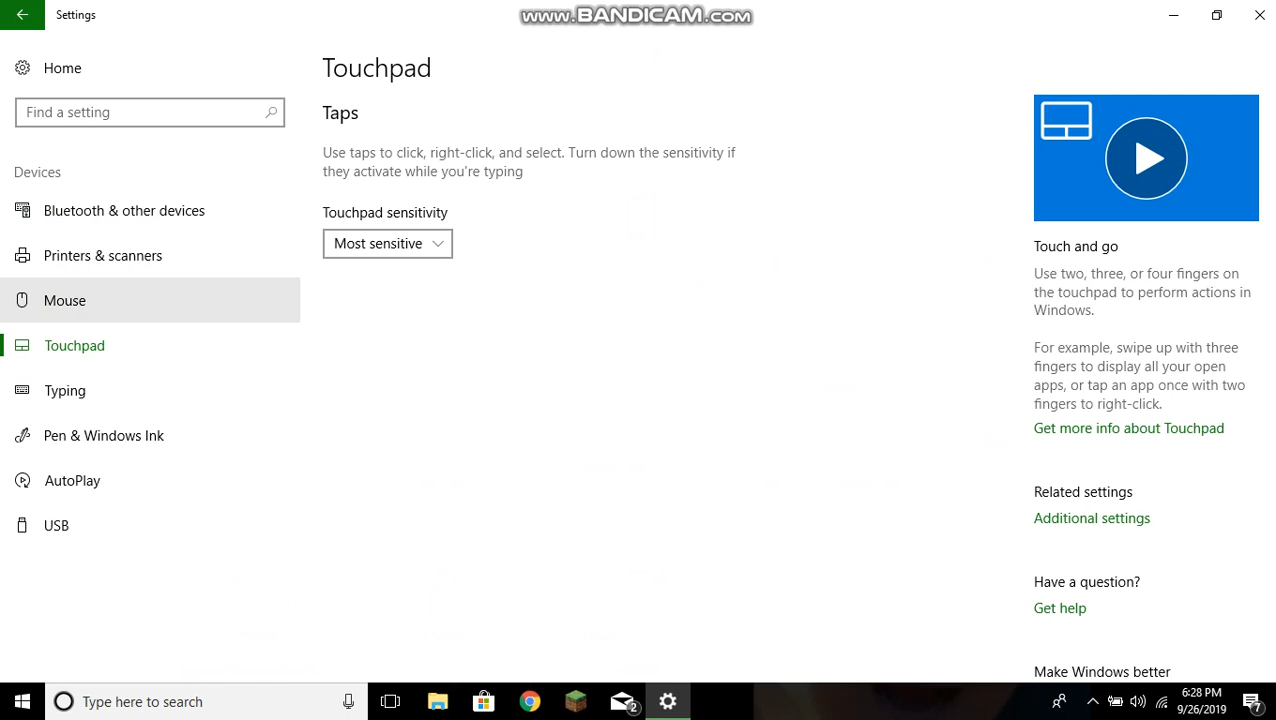 Settings
www.BANDICAM.com
Home
Find a setting
Devices
Bluetooth & other devices
Printers & scanners
Mouse
Touchpad
Typing
Pen & Windows Ink
AutoPlay
USB
Touchpad
Taps
Use taps to click, right-click, and select. Turn down the sensitivity if
they activate while you're typing
Touchpad sensitivity
Most sensitive
Touch and go
Use two, three, or four fingers on
the touchpad to perform actions in
Windows.
For example, swipe up with three
fingers to display all your open
apps, or tap an app once with two
fingers to right-click.
Get more info about Touchpad
Related settings
Additional settings
Have a question?
Get help
Make Windows better
Type here to search
2
6:28 PM
9/26/2019
7